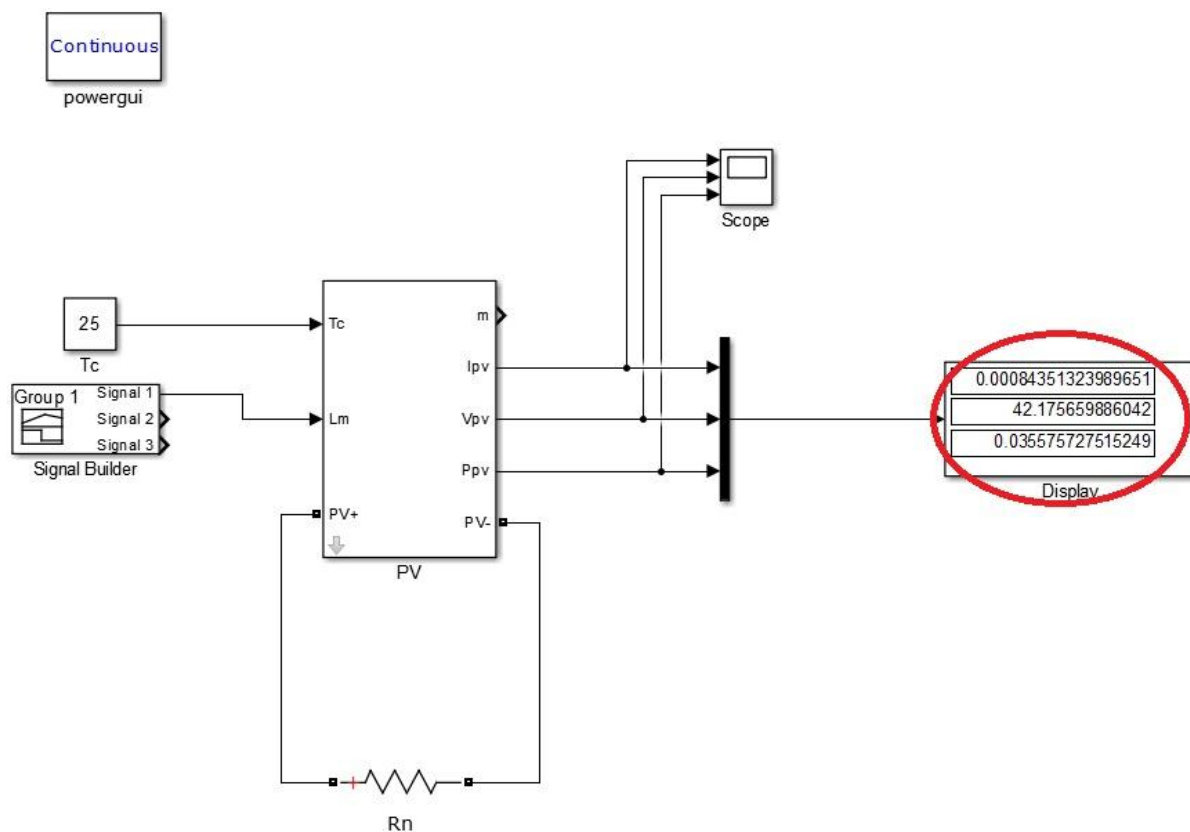 Continuous
powergui
Scope
25
Tc
Group 1
Signal 1
Signal 2
Signal 3
Signal Builder
Tc
Lm
PV+
m
Ipv
Vpv
Ppv
PV-
PV
0.00084351323989651
42.175659886042
0.035575727515249
Display
Rn